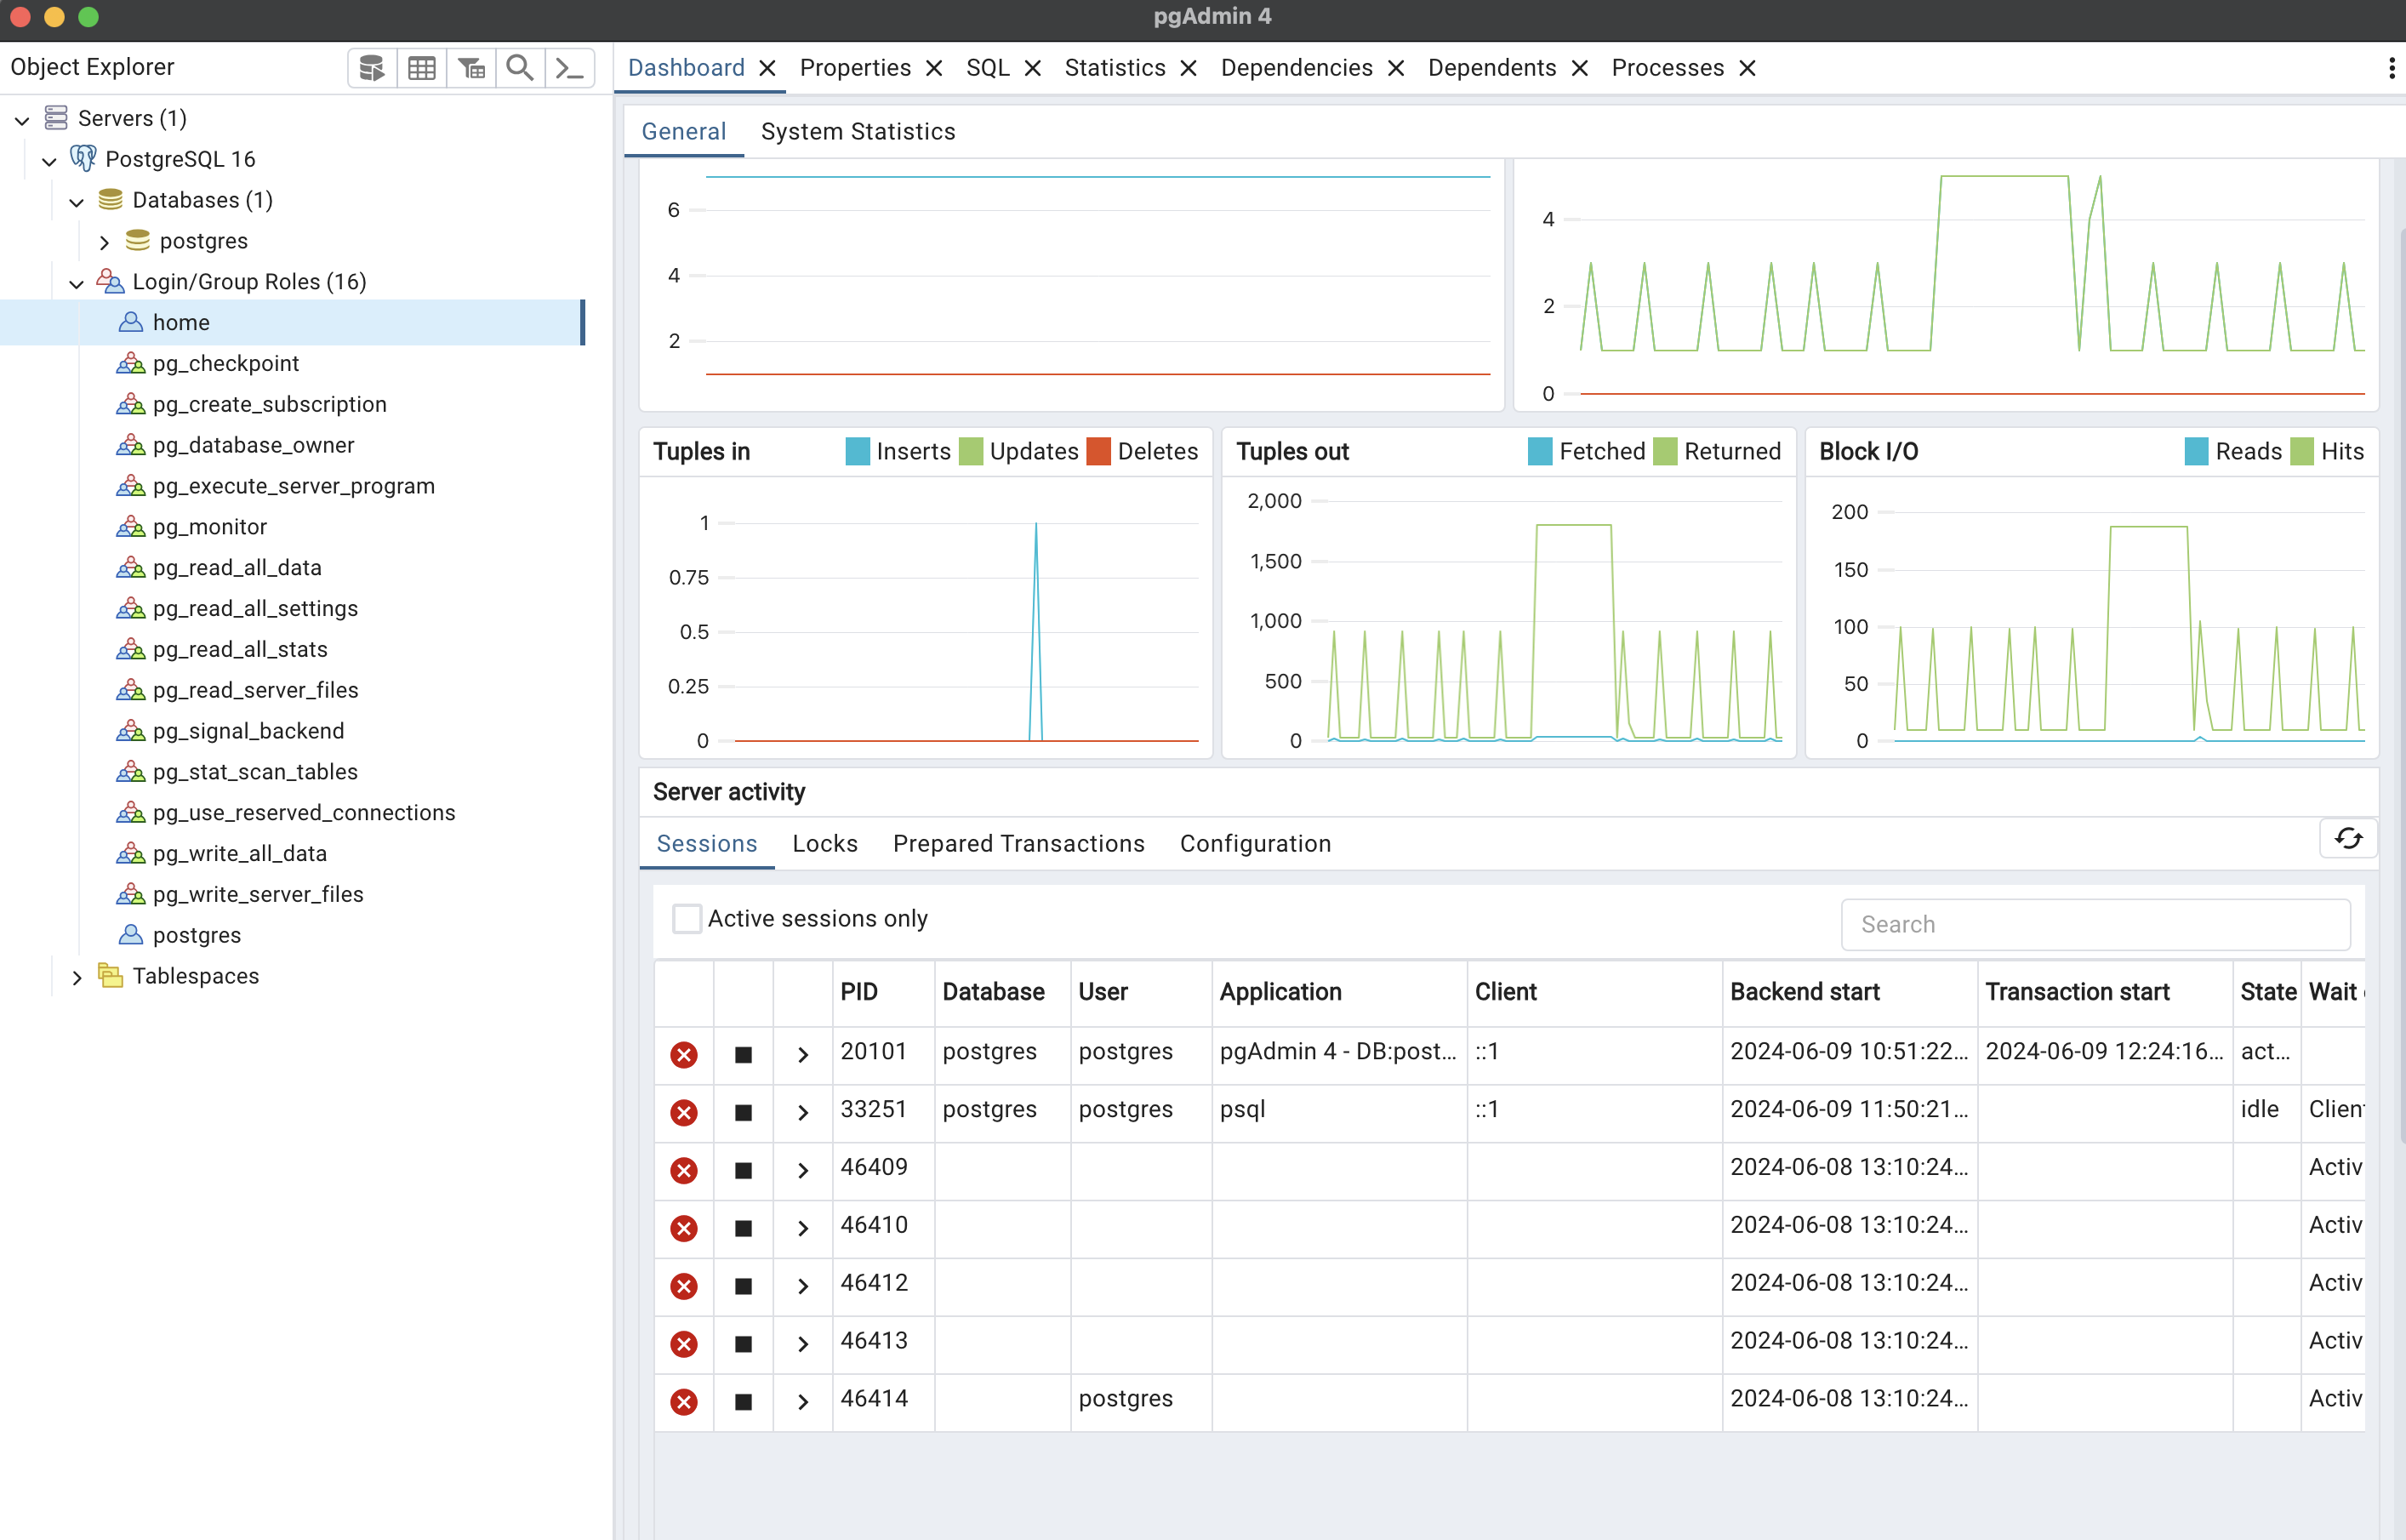 pgAdmin 4
Object Explorer
Dashboard Properties SQL Statistics Dependencies Dependents Processes
Servers (1)
PostgreSQL 16
Databases (1)
postgres
Login/Group Roles (16)
home
pg_checkpoint
pg_create_subscription
pg_database_owner
pg_execute_server_program
pg_monitor
pg_read_all_data
pg_read_all_settings
pg_read_all_stats
pg_read_server_files
pg_signal_backend
pg_stat_scan_tables
pg_use_reserved_connections
pg_write_all_data
pg_write_server_files
postgres
Tablespaces
General System Statistics
6
4
2
4
2
0
Tuples in Inserts Updates Deletes
1
0.75
0.5
0.25
0
Tuples out Fetched Returned
2,000
1,500
1,000
500
0
Block I/O Reads Hits
200
150
100
50
0
Server activity
Sessions Locks Prepared Transactions Configuration
Active sessions only
Search
PID Database User Application Client Backend start Transaction start State Wait
20101 postgres postgres pgAdmin 4 - DB:post... ::1 2024-06-09 10:51:22... 2024-06-09 12:24:16... act...
33251 postgres postgres psql ::1 2024-06-09 11:50:21... idle Clien
46409 2024-06-08 13:10:24... Activ
46410 2024-06-08 13:10:24... Activ
46412 2024-06-08 13:10:24... Activ
46413 2024-06-08 13:10:24... Activ
46414 postgres 2024-06-08 13:10:24... Activ